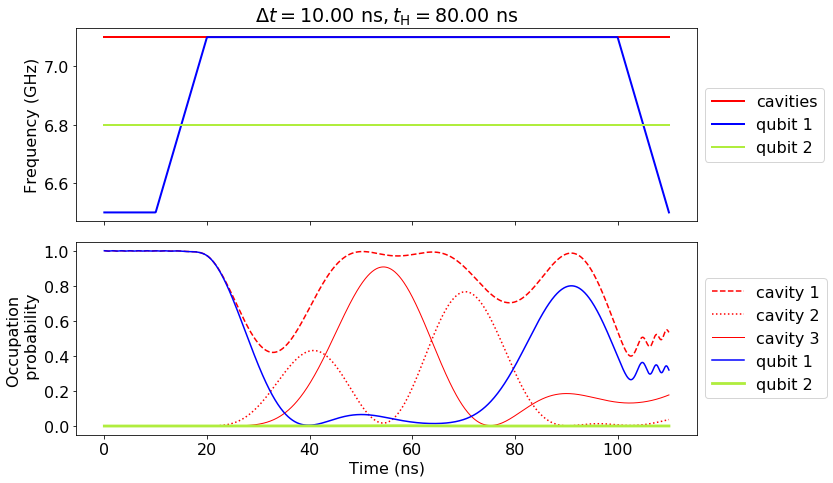 Δt = 10.00 ns, t_H = 80.00 ns
Frequency (GHz)
7.0
6.8
6.6
cavities
qubit 1
qubit 2
Occupation
probability
1.0
0.8
0.6
0.4
0.2
0.0
cavity 1
cavity 2
cavity 3
qubit 1
qubit 2
0 20 40 60 80 100
Time (ns)